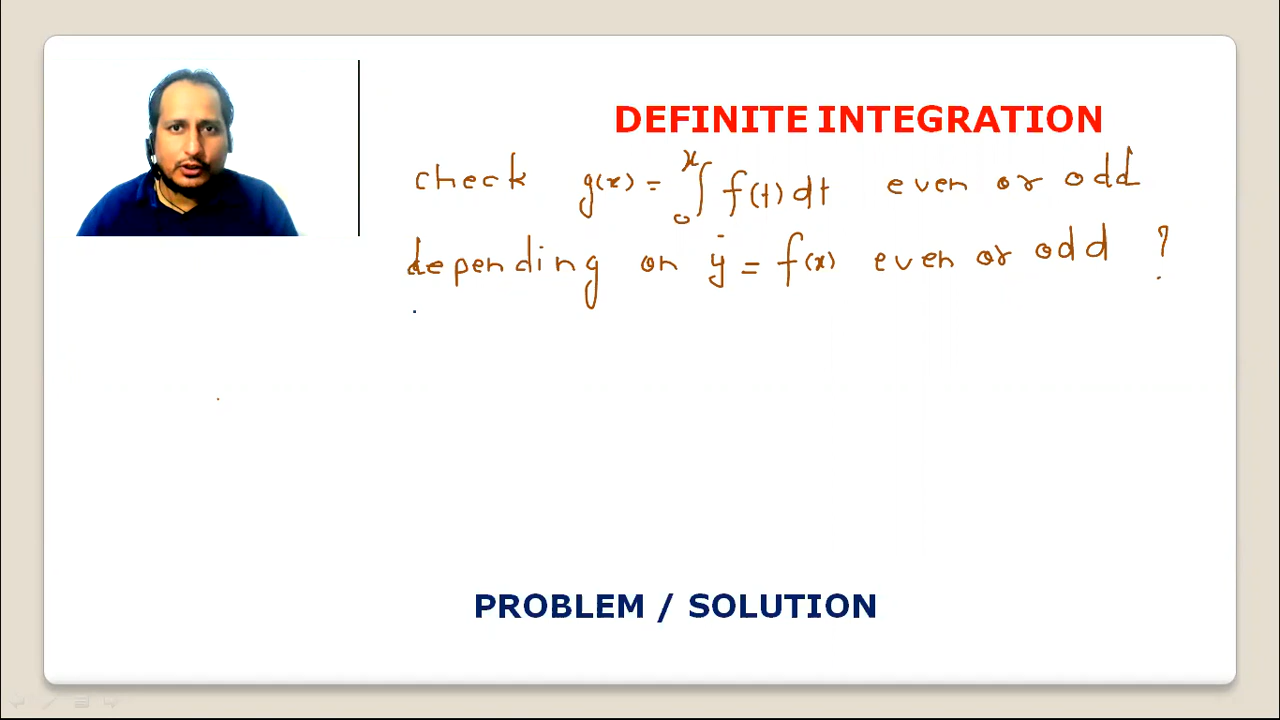 DEFINITE INTEGRATION
check g(x) = ∫₀ˣ f(t) dt even or odd
depending on y = f(x) even or odd ?
PROBLEM / SOLUTION